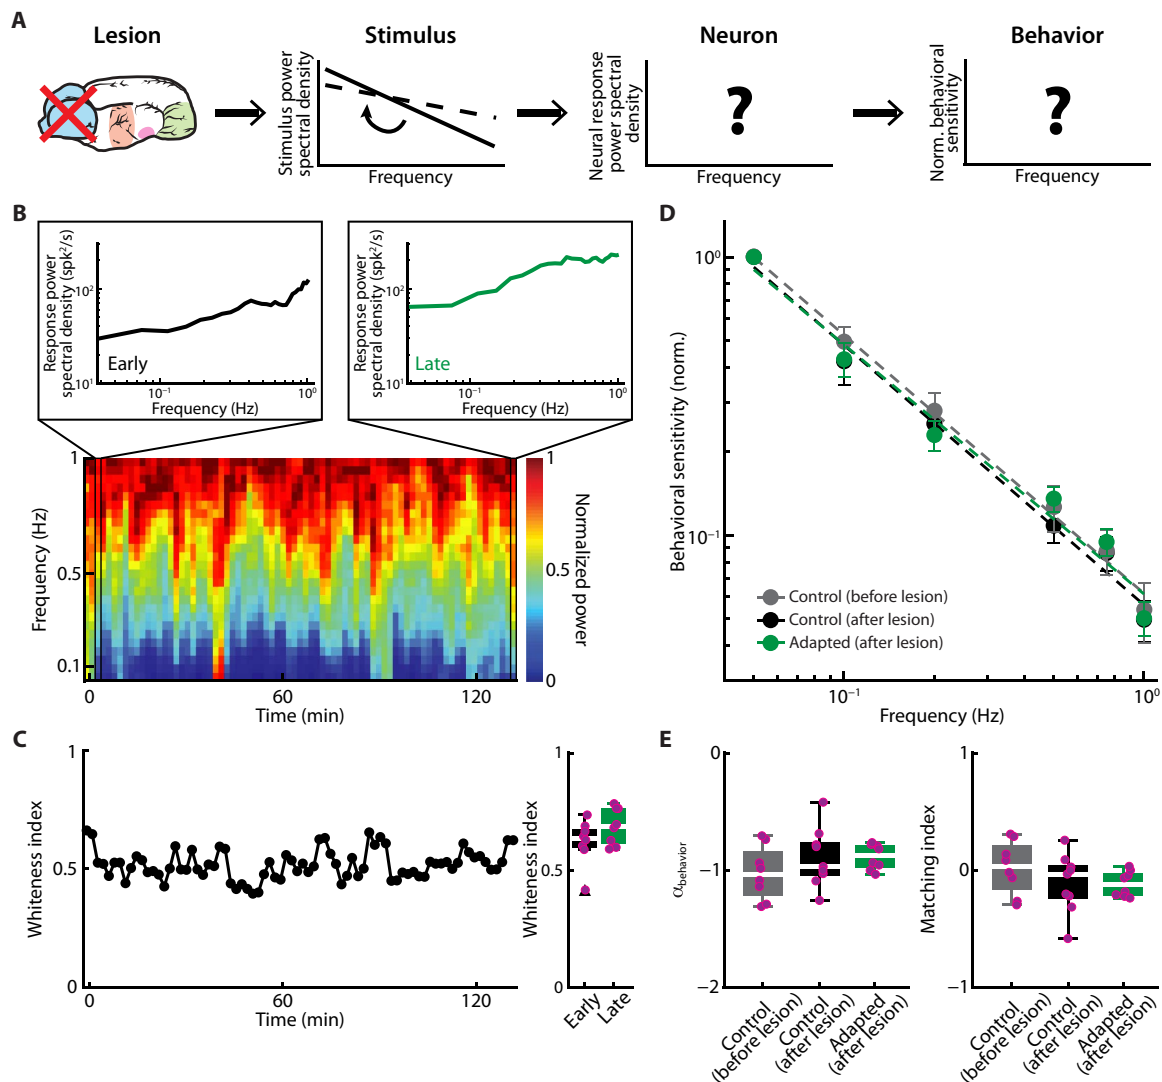 A
Lesion
Stimulus
Neuron
Behavior
Stimulus power
spectral density
Frequency
Neural response
power spectral
density
?
Frequency
Norm. behavioral
sensitivity
?
Frequency
B
Response power
spectral density (spk²/s)
10²
10¹
Early
10⁻¹
10⁰
Frequency (Hz)
Response power
spectral density (spk²/s)
10²
10¹
Late
10⁻¹
10⁰
Frequency (Hz)
Frequency (Hz)
0.5
0.1
0
60
120
Time (min)
1
0.5
0
Normalized power
D
Behavioral sensitivity (norm.)
10⁰
10⁻¹
Control (before lesion)
Control (after lesion)
Adapted (after lesion)
10⁻¹
10⁰
Frequency (Hz)
C
Whiteness index
1
0.5
0
0
60
120
Time (min)
Whiteness index
1
0.5
0
Early
Late
E
αbehavior
0
−1
−2
Control
(before lesion)
Control
(after lesion)
Adapted
(after lesion)
Matching index
1
0
−1
Control
(before lesion)
Control
(after lesion)
Adapted
(after lesion)